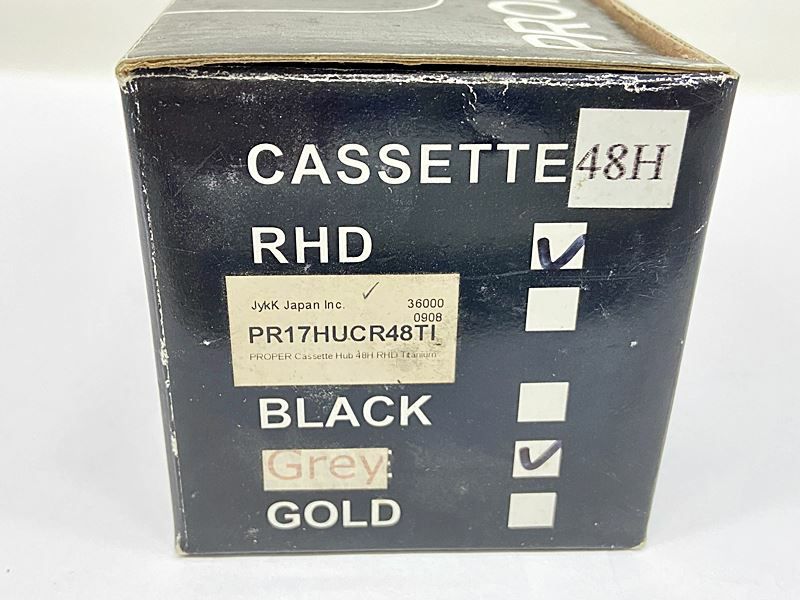 PRO
CASSETTE 48H
RHD
JykK Japan Inc. 36000
0908
PR17HUCR48TI
PROPER Cassette Hub 48H RHD Titanium
BLACK
Grey
GOLD